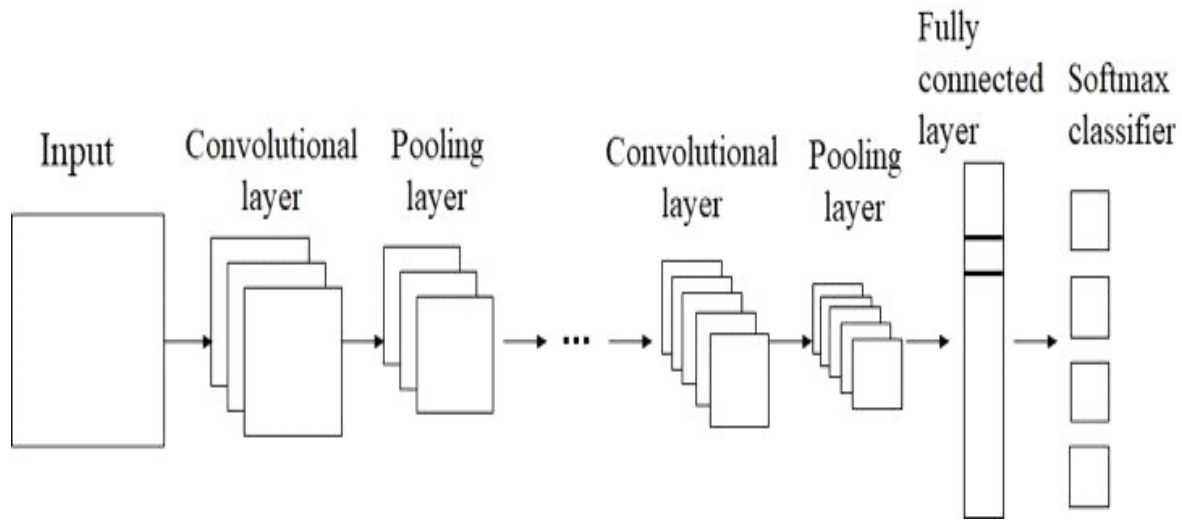 Input
Convolutional
layer
Pooling
layer
...
Convolutional
layer
Pooling
layer
Fully
connected
layer
Softmax
classifier